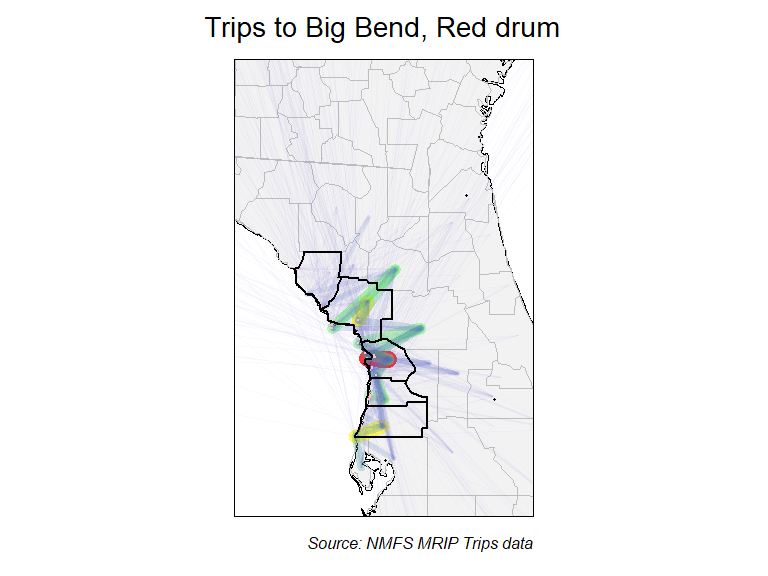 Trips to Big Bend, Red drum
Source: NMFS MRIP Trips data